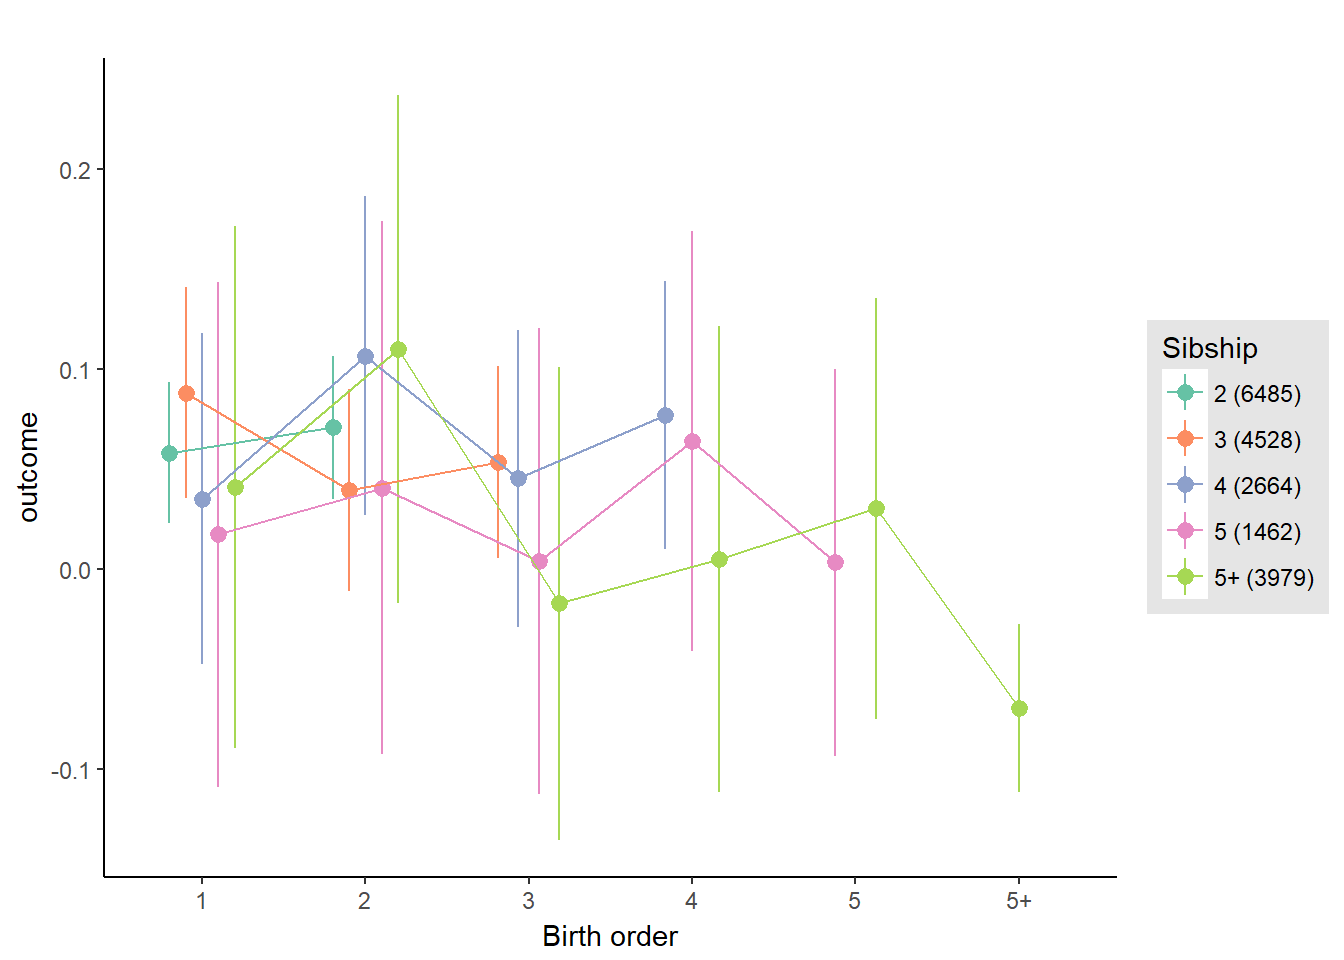 0.2
0.1
0.0
-0.1
outcome
1 2 3 4 5 5+
Birth order
Sibship
2 (6485)
3 (4528)
4 (2664)
5 (1462)
5+ (3979)